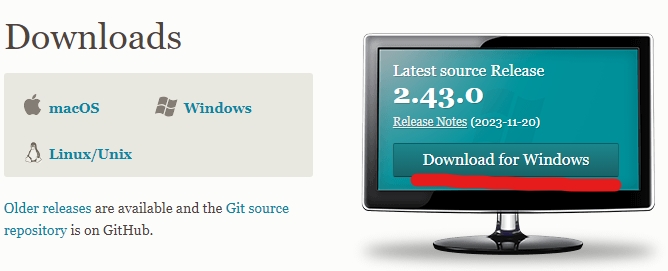 Downloads
macOS
Windows
Linux/Unix
Older releases are available and the Git source
repository is on GitHub.
Latest source Release
2.43.0
Release Notes (2023-11-20)
Download for Windows